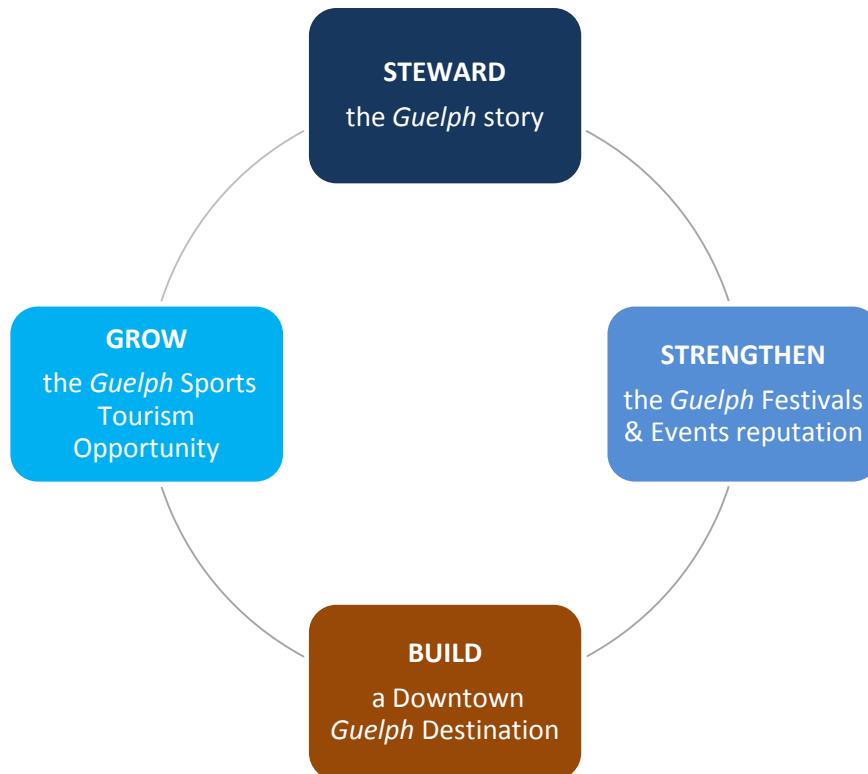 STEWARD
the Guelph story
GROW
the Guelph Sports
Tourism
Opportunity
STRENGTHEN
the Guelph Festivals
& Events reputation
BUILD
a Downtown
Guelph Destination